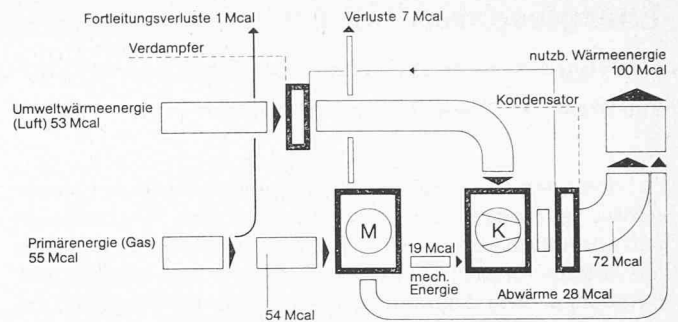 Fortleitungsverluste 1 Mcal
Verluste 7 Mcal
Verdampfer
nutzb. Wärmeenergie
100 Mcal
Kondensator
Umweltwärmeenergie
(Luft) 53 Mcal
M
K
Primärenergie (Gas)
55 Mcal
19 Mcal
mech.
Energie
72 Mcal
54 Mcal
Abwärme 28 Mcal